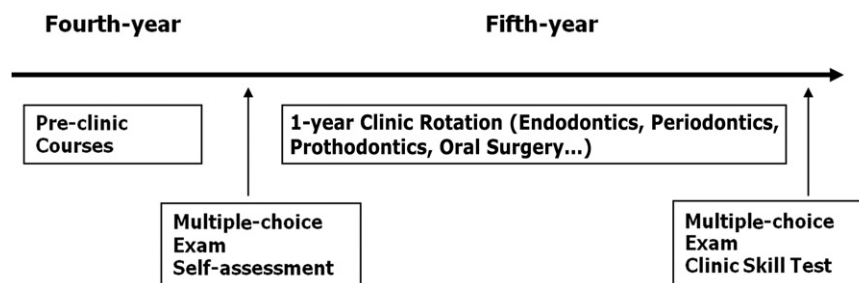 Fourth-year
Fifth-year
Pre-clinic
Courses
1-year Clinic Rotation (Endodontics, Periodontics,
Prothodontics, Oral Surgery...)
Multiple-choice
Exam
Self-assessment
Multiple-choice
Exam
Clinic Skill Test